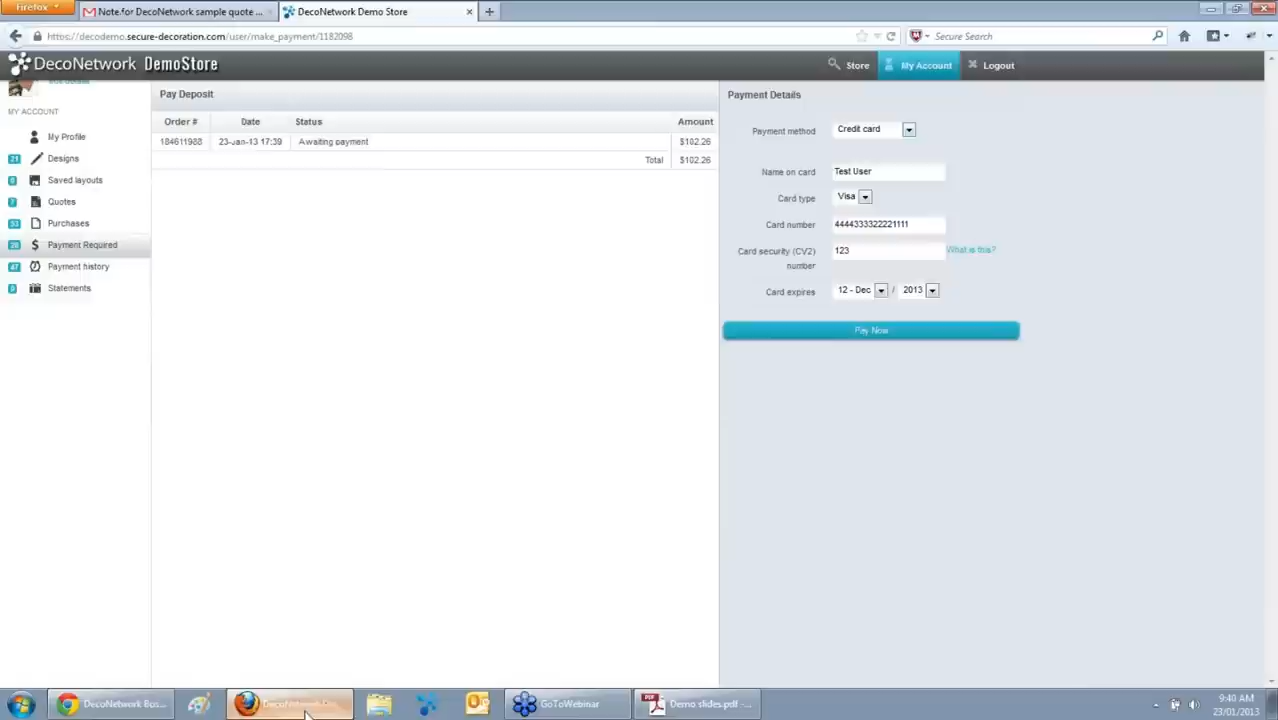 Firefox
Note for DecoNetwork sample quote ...
DecoNetwork Demo Store
https://decodemo.secure-decoration.com/user/make_payment/1182098
Secure Search
DecoNetwork DemoStore
Store
My Account
Logout
MY ACCOUNT
My Profile
21 Designs
Saved layouts
7 Quotes
33 Purchases
Payment Required
47 Payment history
Statements
Pay Deposit
Order # Date Status Amount
184611988 23-Jan-13 17:39 Awaiting payment $102.26
Total $102.26
Payment Details
Payment method Credit card
Name on card Test User
Card type Visa
Card number 4444333322221111
Card security (CV2) number 123 What is this?
Card expires 12 - Dec / 2013
Pay Now
DecoNetwork Bus...
GoToWebinar
Demo slides.pdf - ...
9:40 AM
23/01/2013